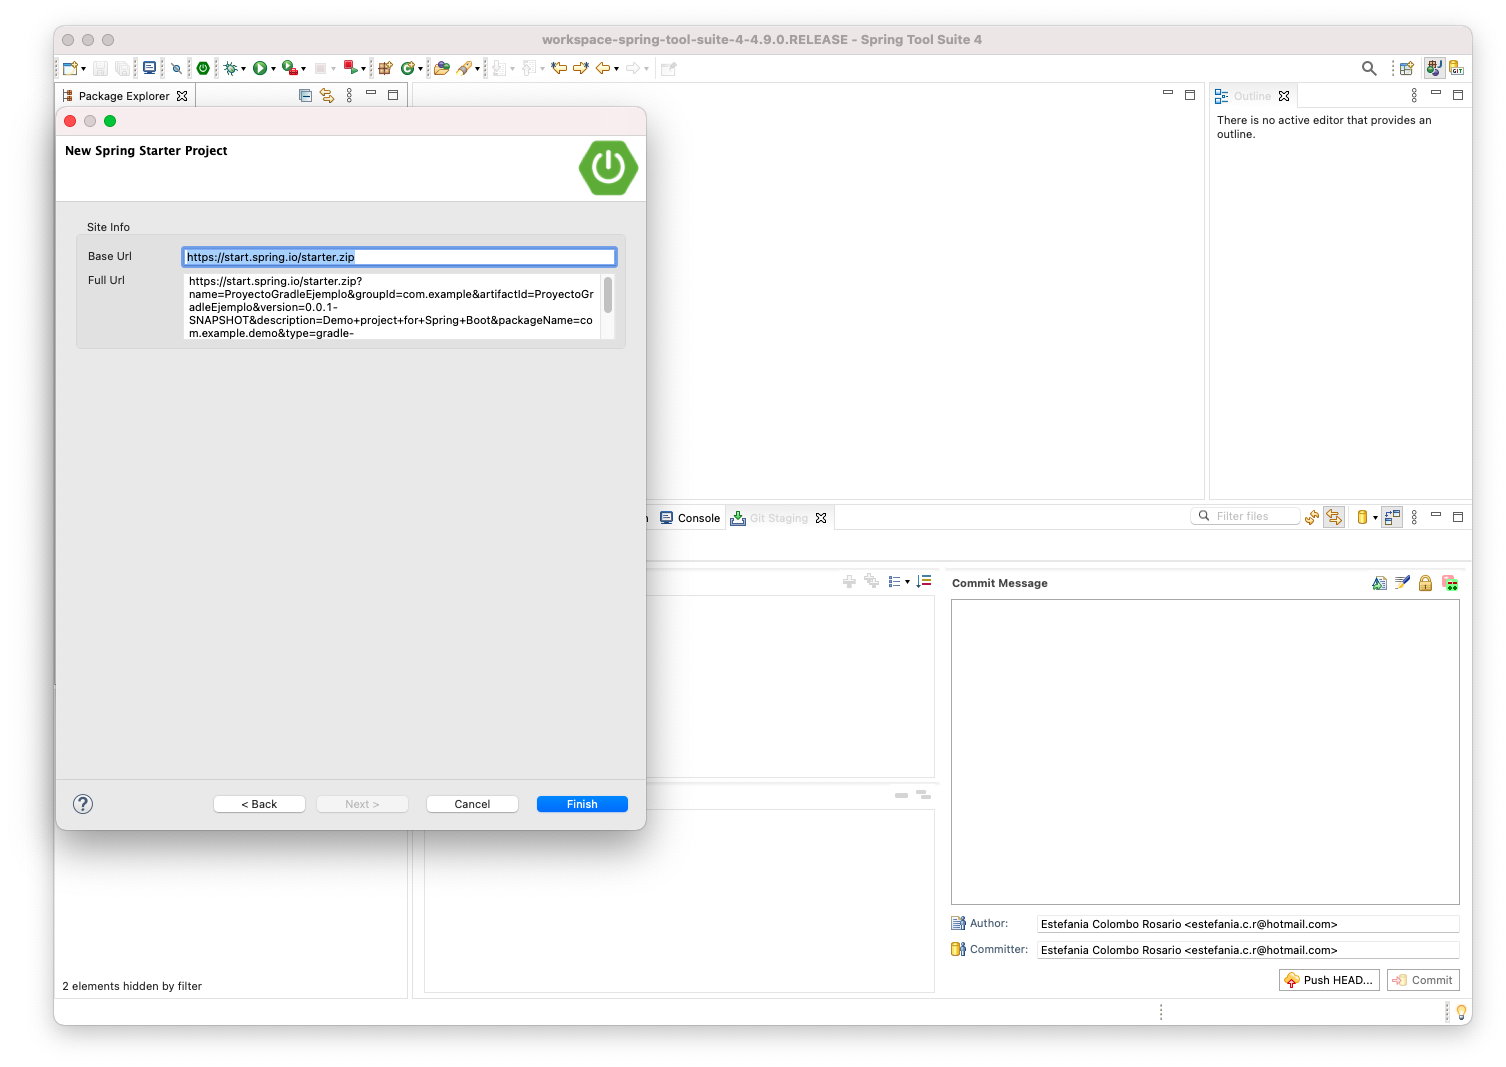 workspace-spring-tool-suite-4-4.9.0.RELEASE - Spring Tool Suite 4
Package Explorer
Outline
There is no active editor that provides an
outline.
New Spring Starter Project
Site Info
Base Url
https://start.spring.io/starter.zip
Full Url
https://start.spring.io/starter.zip?
name=ProyectoGradleEjemplo&groupId=com.example&artifactId=ProyectoGr
adleEjemplo&version=0.0.1-
SNAPSHOT&description=Demo+project+for+Spring+Boot&packageName=co
m.example.demo&type=gradle-
? < Back Next > Cancel Finish
Console
Git Staging
Filter files
Commit Message
Author: Estefania Colombo Rosario <estefania.c.r@hotmail.com>
Committer: Estefania Colombo Rosario <estefania.c.r@hotmail.com>
Push HEAD... Commit
2 elements hidden by filter